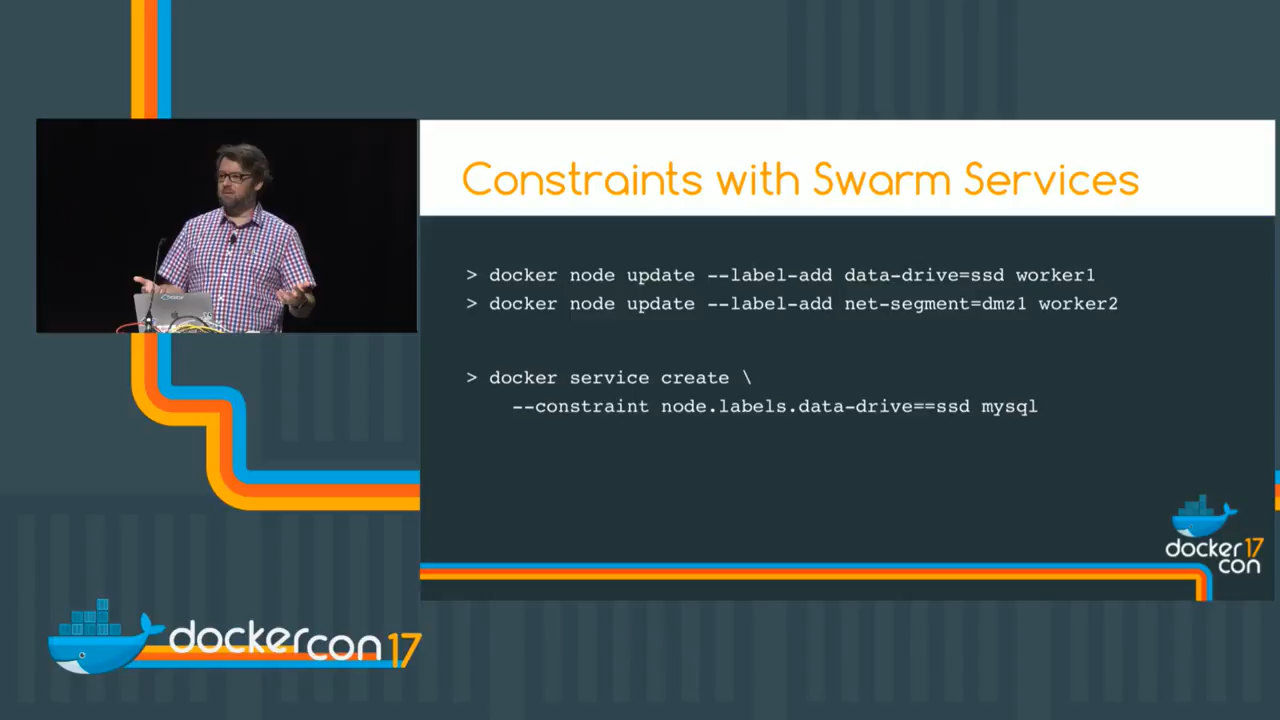 Constraints with Swarm Services
> docker node update --label-add data-drive=ssd worker1
> docker node update --label-add net-segment=dmz1 worker2
> docker service create \
--constraint node.labels.data-drive==ssd mysql
docker 17
con
dockercon 17